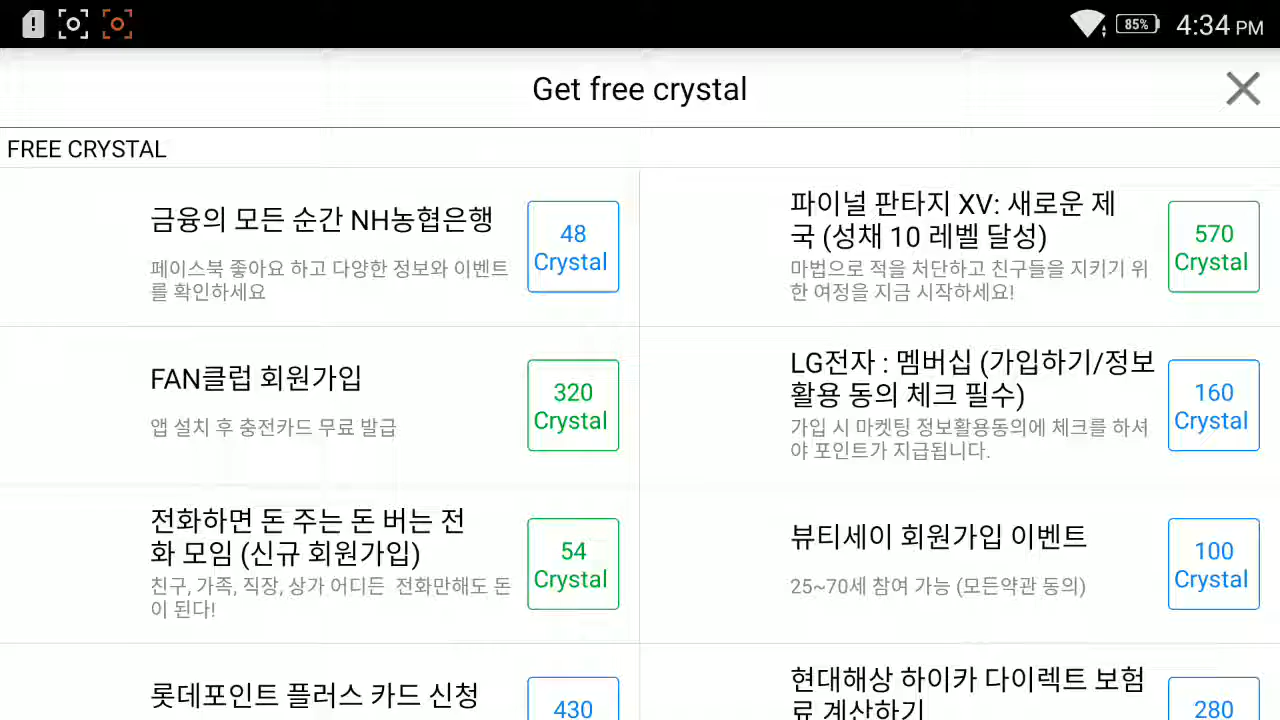 85%
4:34 PM
Get free crystal
FREE CRYSTAL
금융의 모든 순간 NH농협은행
페이스북 좋아요 하고 다양한 정보와 이벤트
를 확인하세요
48
Crystal
파이널 판타지 XV: 새로운 제
국 (성채 10 레벨 달성)
마법으로 적을 처단하고 친구들을 지키기 위
한 여정을 지금 시작하세요!
570
Crystal
FAN클럽 회원가입
앱 설치 후 충전카드 무료 발급
320
Crystal
LG전자 : 멤버십 (가입하기/정보
활용 동의 체크 필수)
가입 시 마켓팅 정보활용동의에 체크를 하셔
야 포인트가 지급됩니다.
160
Crystal
전화하면 돈 주는 돈 버는 전
화 모임 (신규 회원가입)
친구, 가족, 직장, 상가 어디든 전화만해도 돈
이 된다!
54
Crystal
뷰티세이 회원가입 이벤트
25~70세 참여 가능 (모든약관 동의)
100
Crystal
롯데포인트 플러스 카드 신청
430
현대해상 하이카 다이렉트 보험
료 계산하기
280